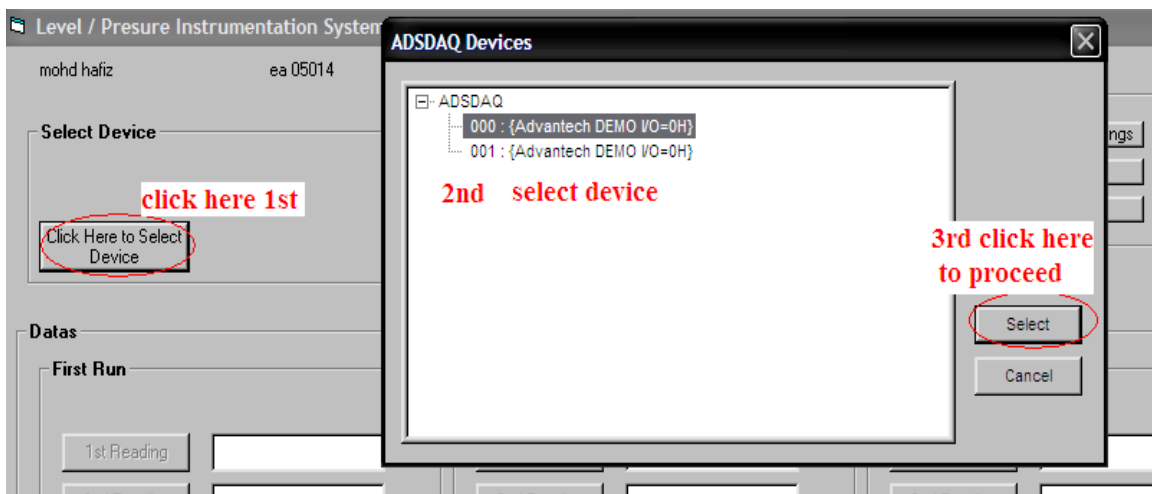 Level / Presure Instrumentation System
ADSDAQ Devices
mohd hafiz
ea 05014
ADSDAQ
000 : {Advantech DEMO I/O=0H}
001 : {Advantech DEMO I/O=0H}
Select Device
ngs
click here 1st
2nd select device
Click Here to Select
Device
3rd click here
to proceed
Select
Datas
First Run
Cancel
1st Reading